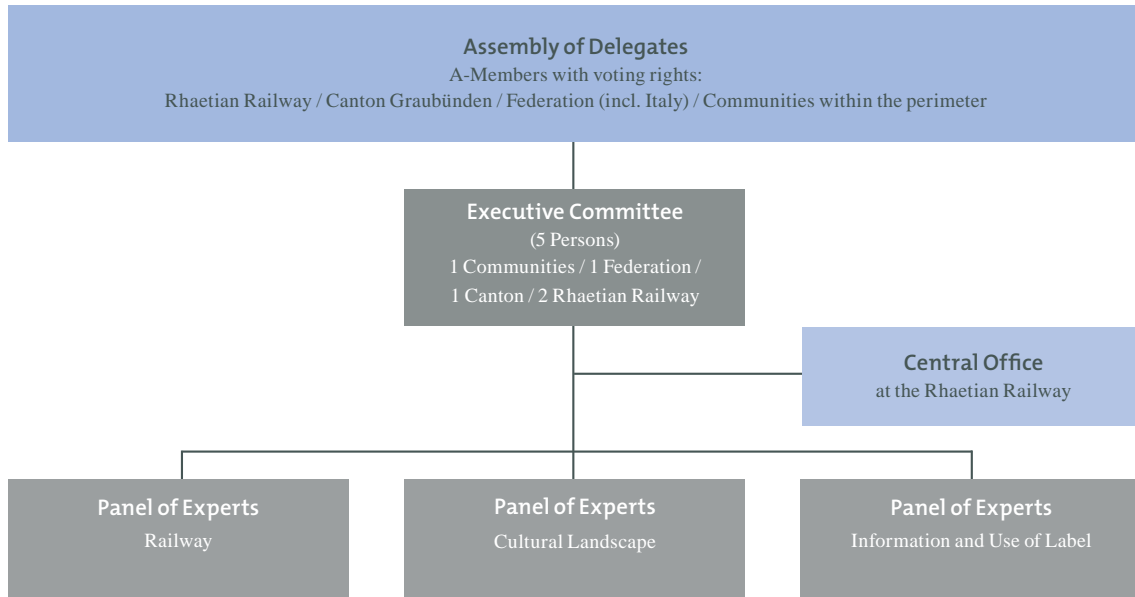 Assembly of Delegates
A-Members with voting rights:
Rhaetian Railway / Canton Graubünden / Federation (incl. Italy) / Communities within the perimeter
Executive Committee
(5 Persons)
1 Communities / 1 Federation /
1 Canton / 2 Rhaetian Railway
Central Office
at the Rhaetian Railway
Panel of Experts
Railway
Panel of Experts
Cultural Landscape
Panel of Experts
Information and Use of Label